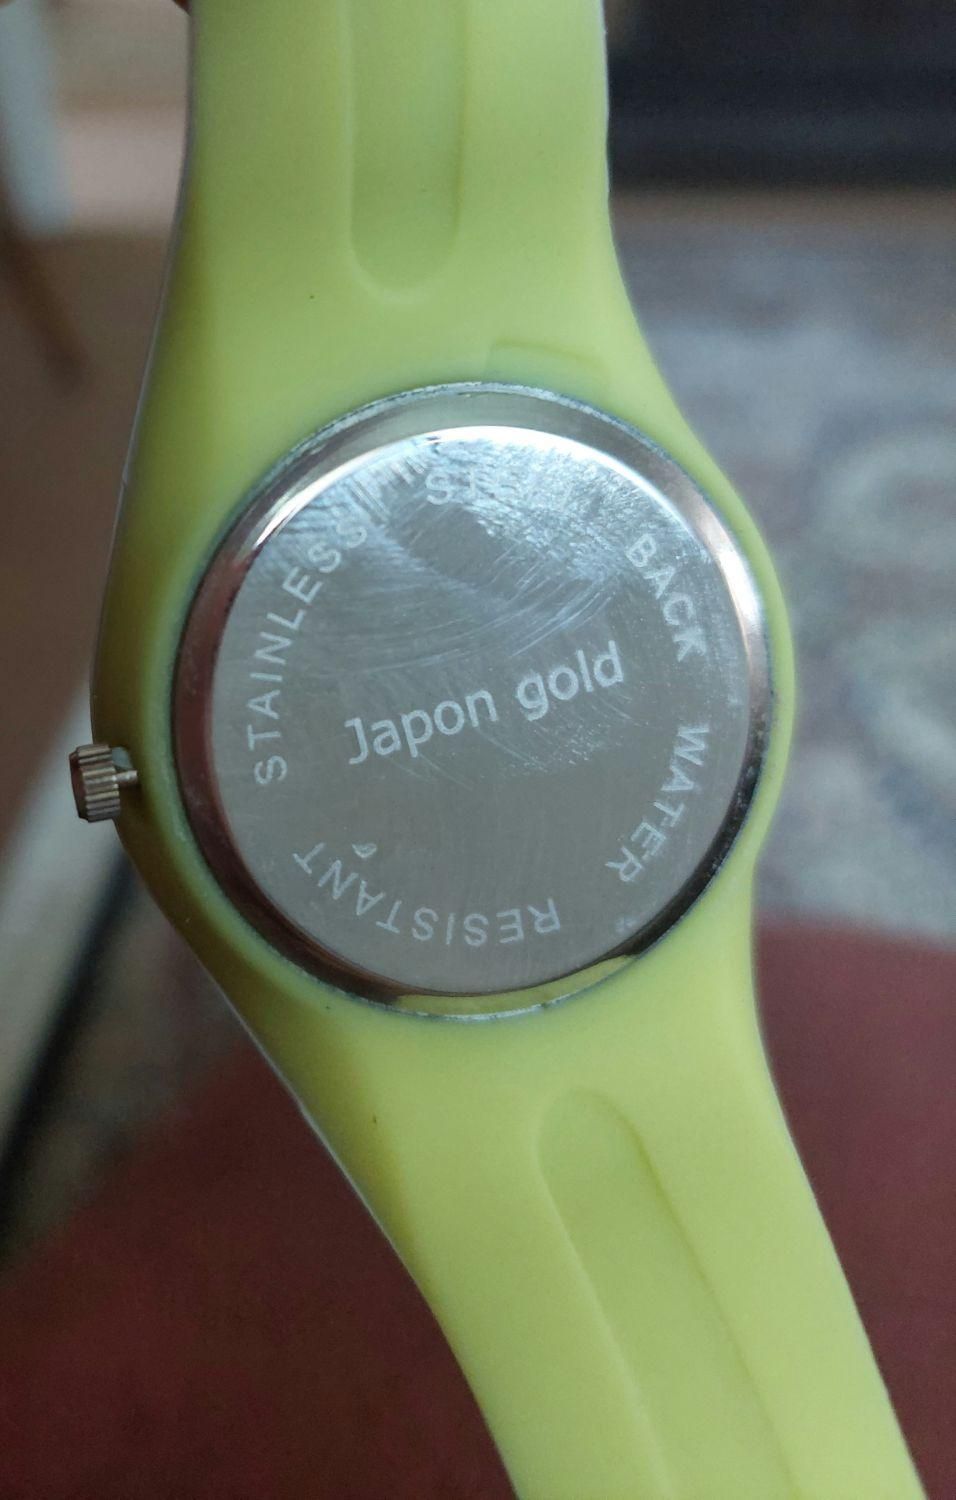 STAINLESS STEEL BACK
WATER RESISTANT
Japon gold